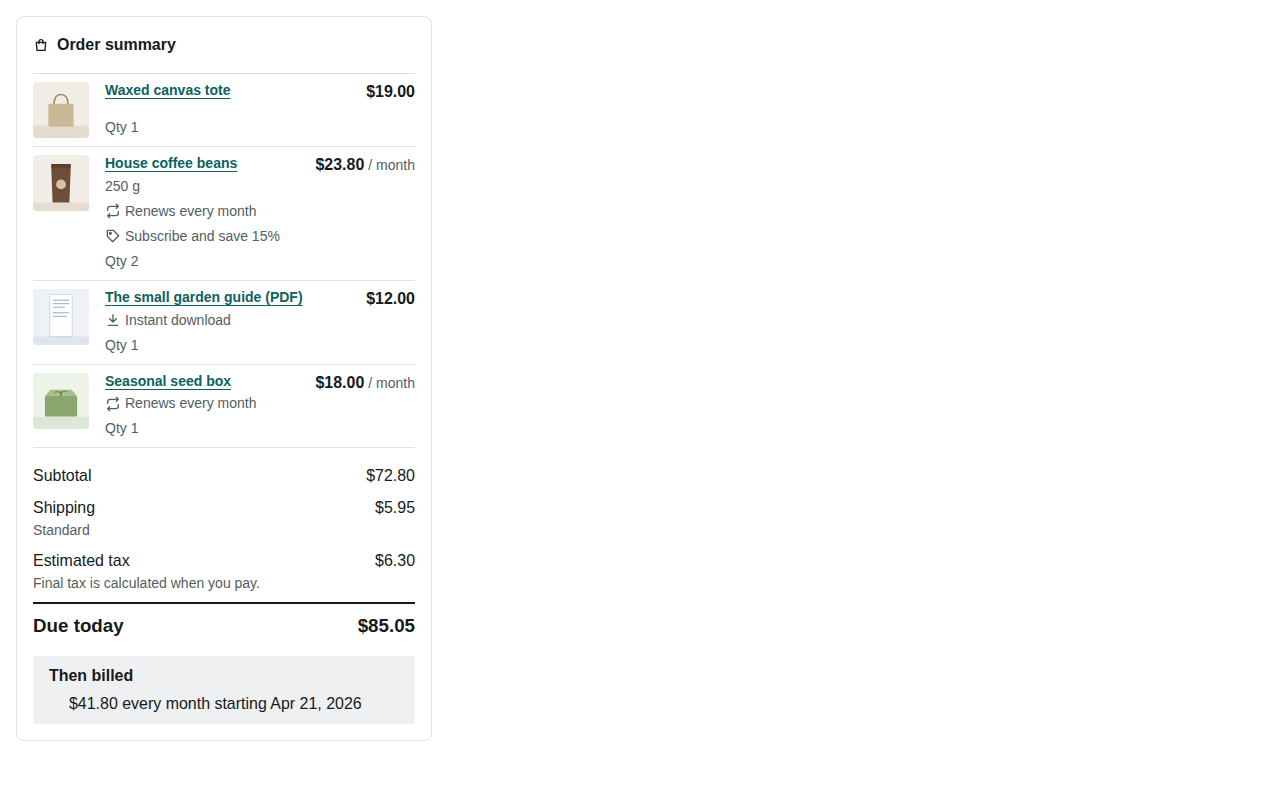 Order summary
Waxed canvas tote $19.00
Qty 1
House coffee beans $23.80 / month
250 g
Renews every month
Subscribe and save 15%
Qty 2
The small garden guide (PDF) $12.00
Instant download
Qty 1
Seasonal seed box $18.00 / month
Renews every month
Qty 1
Subtotal $72.80
Shipping $5.95
Standard
Estimated tax $6.30
Final tax is calculated when you pay.
Due today $85.05
Then billed
$41.80 every month starting Apr 21, 2026